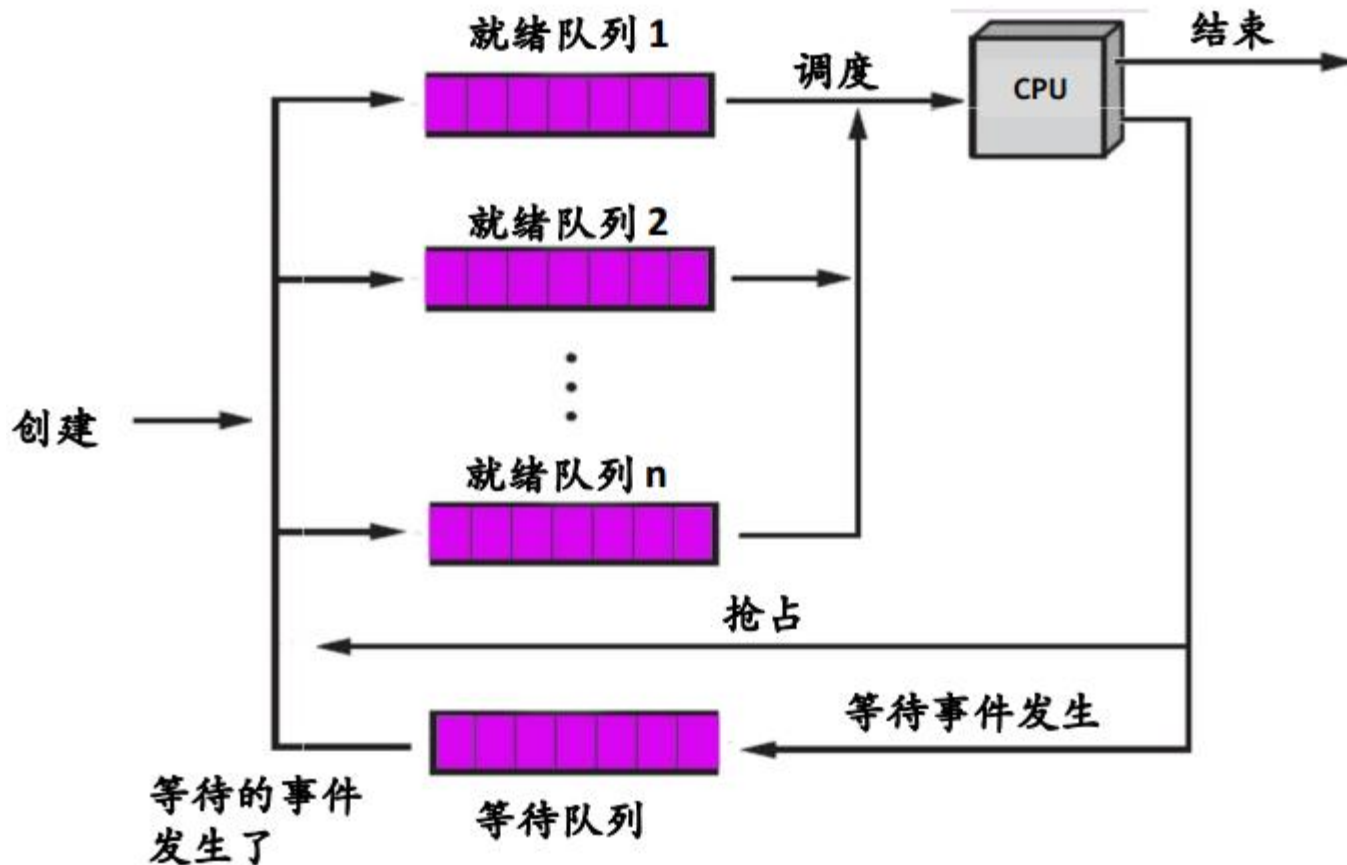 就绪队列 1
结束
调度
CPU
就绪队列 2
创建
就绪队列 n
抢占
等待事件发生
等待的事件
发生了
等待队列